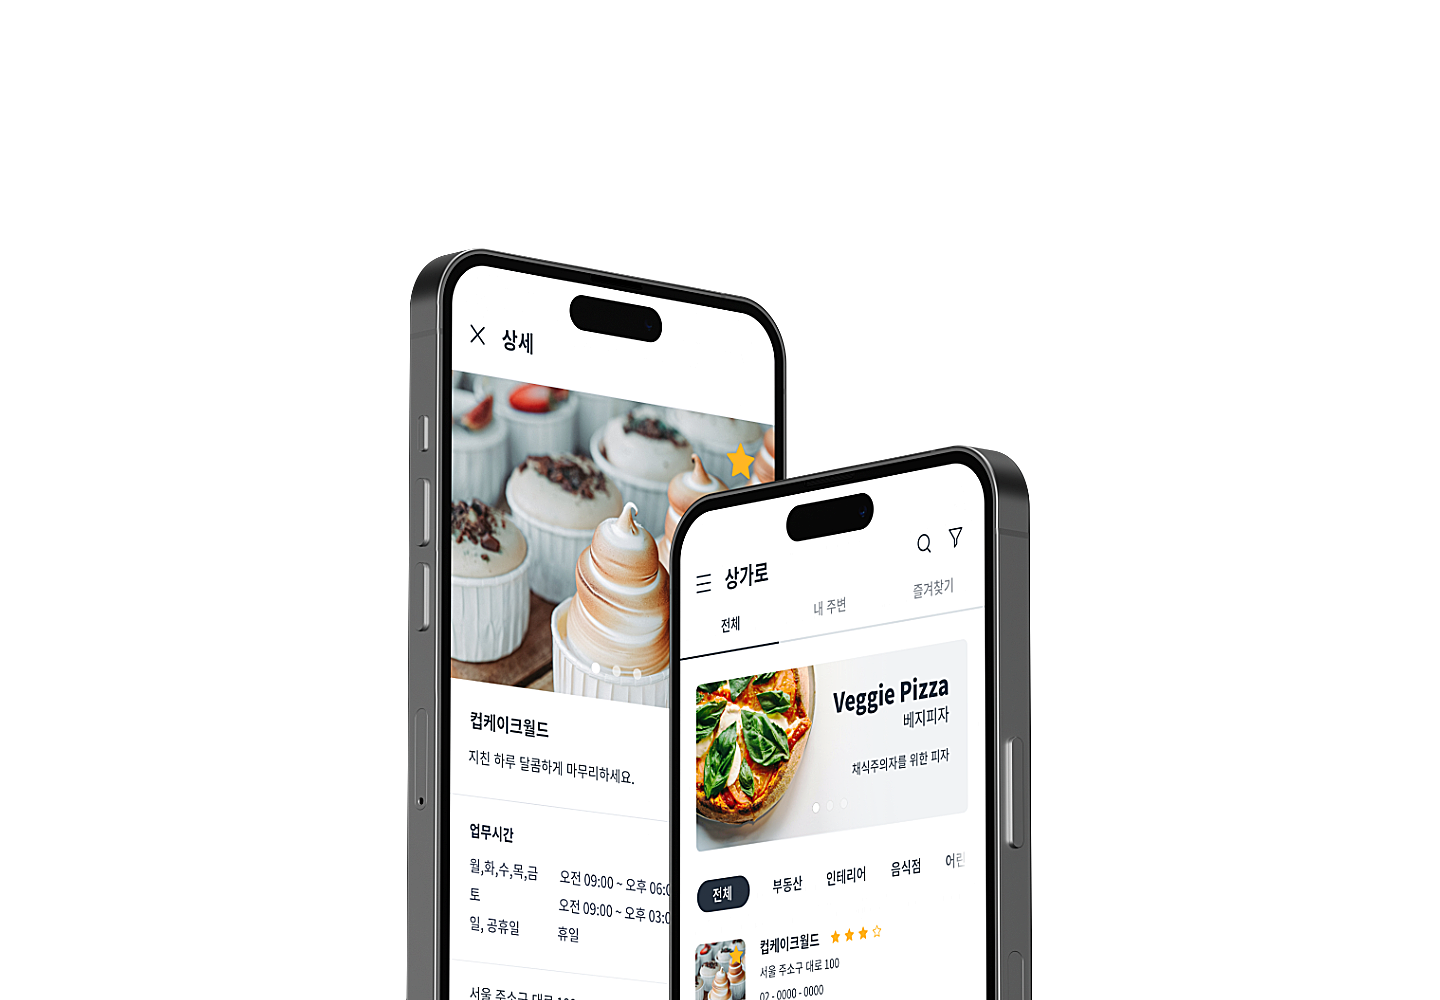 상세
컵케이크월드
지친 하루 달콤하게 마무리하세요.
업무시간
월,화,수,목,금 오전 09:00 ~ 오후 06:0
토 오전 09:00 ~ 오후 03:0
일, 공휴일 휴일
서울 주소구 대로 100
상가로
전체 내 주변 즐겨찾기
Veggie Pizza
베지피자
채식주의자를 위한 피자
전체 부동산 인테리어 음식점 어린
컵케이크월드
서울 주소구 대로 100
02 - 0000 - 0000